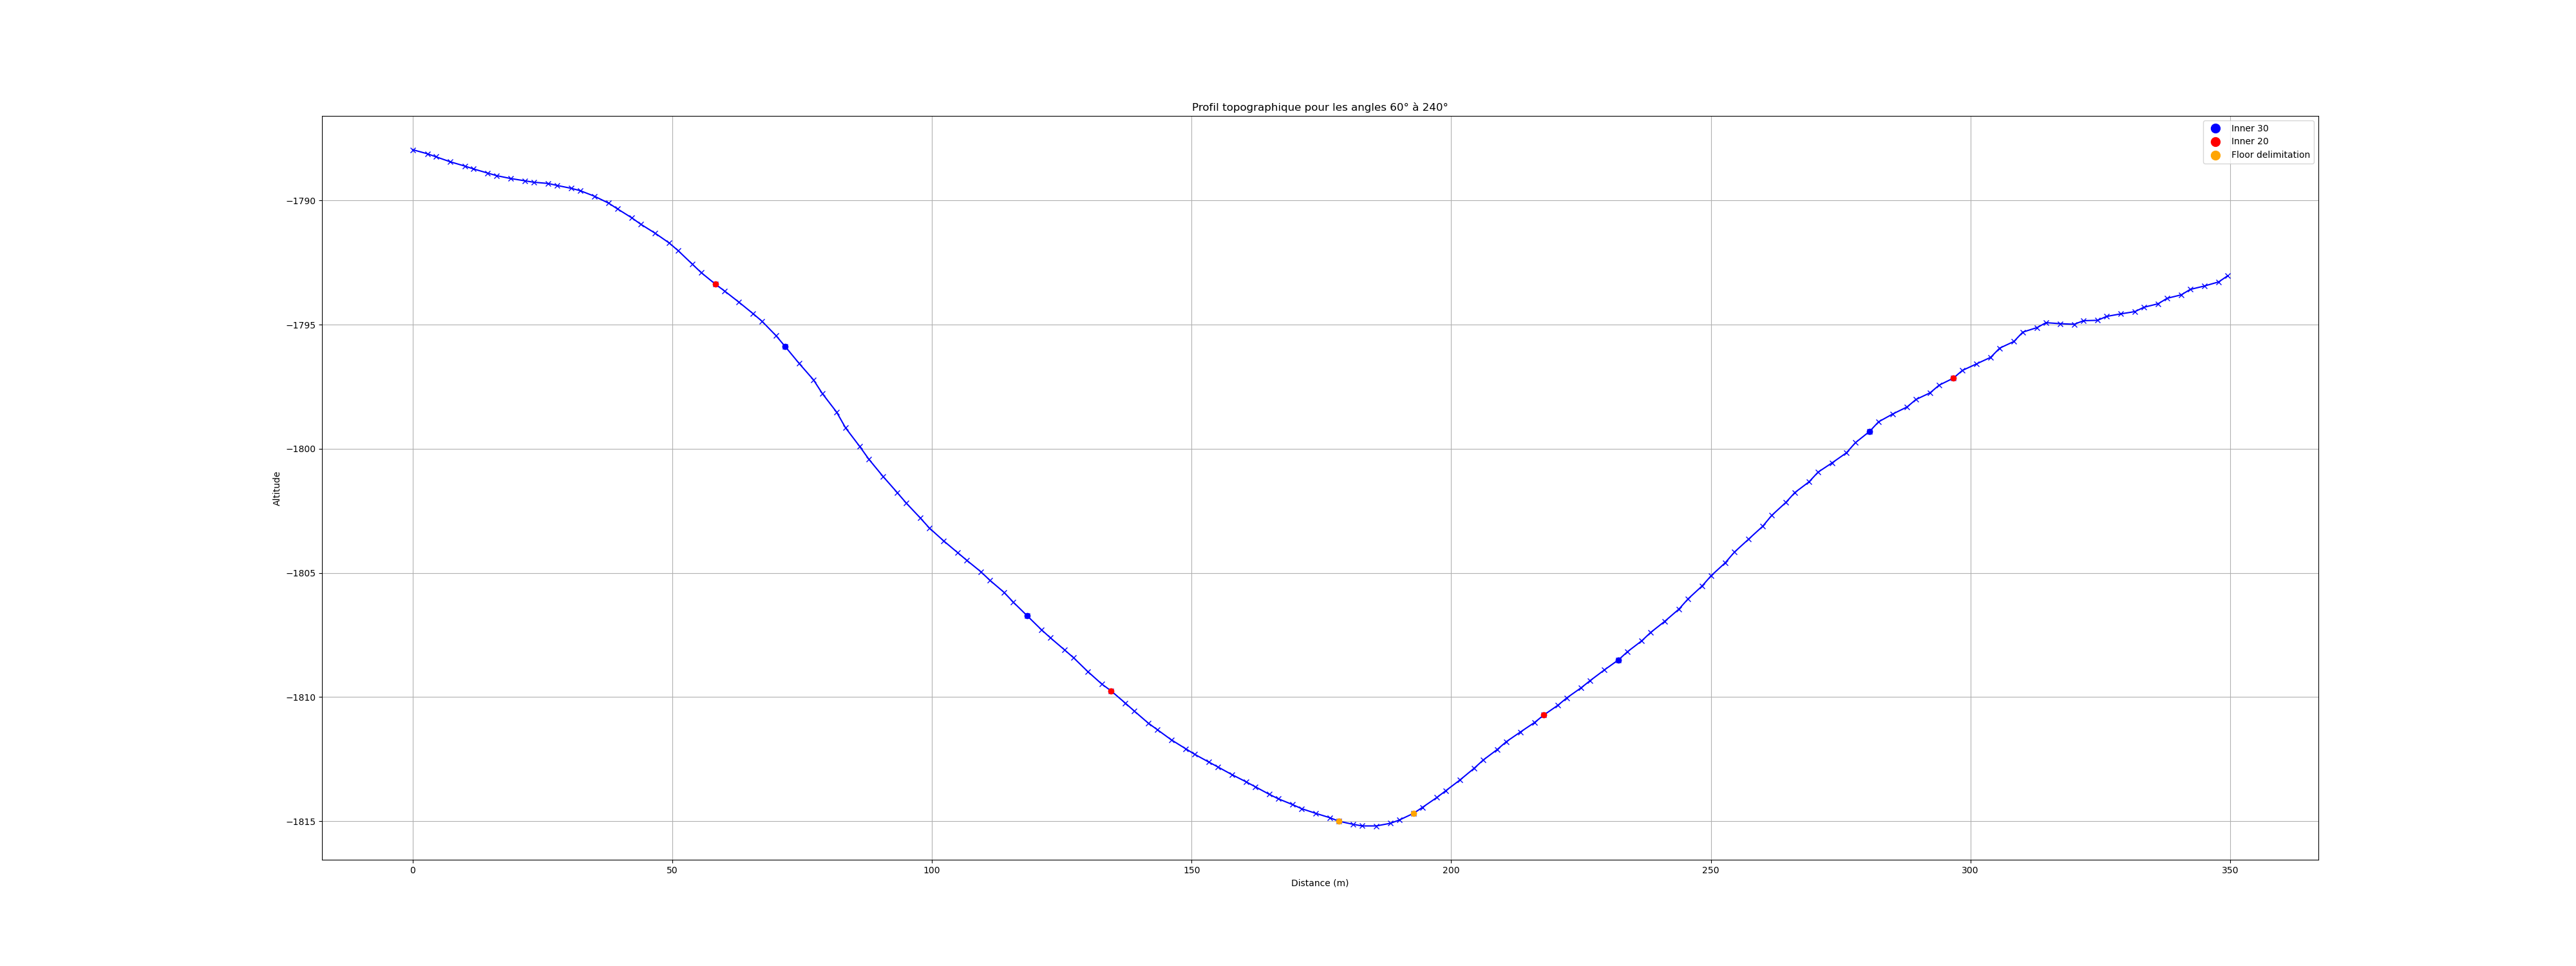 Profil topographique pour les angles 60° à 240°
Inner 30
Inner 20
Floor delimitation
Altitude
−1790
−1795
−1800
−1805
−1810
−1815
0
50
100
150
200
250
300
350
Distance (m)